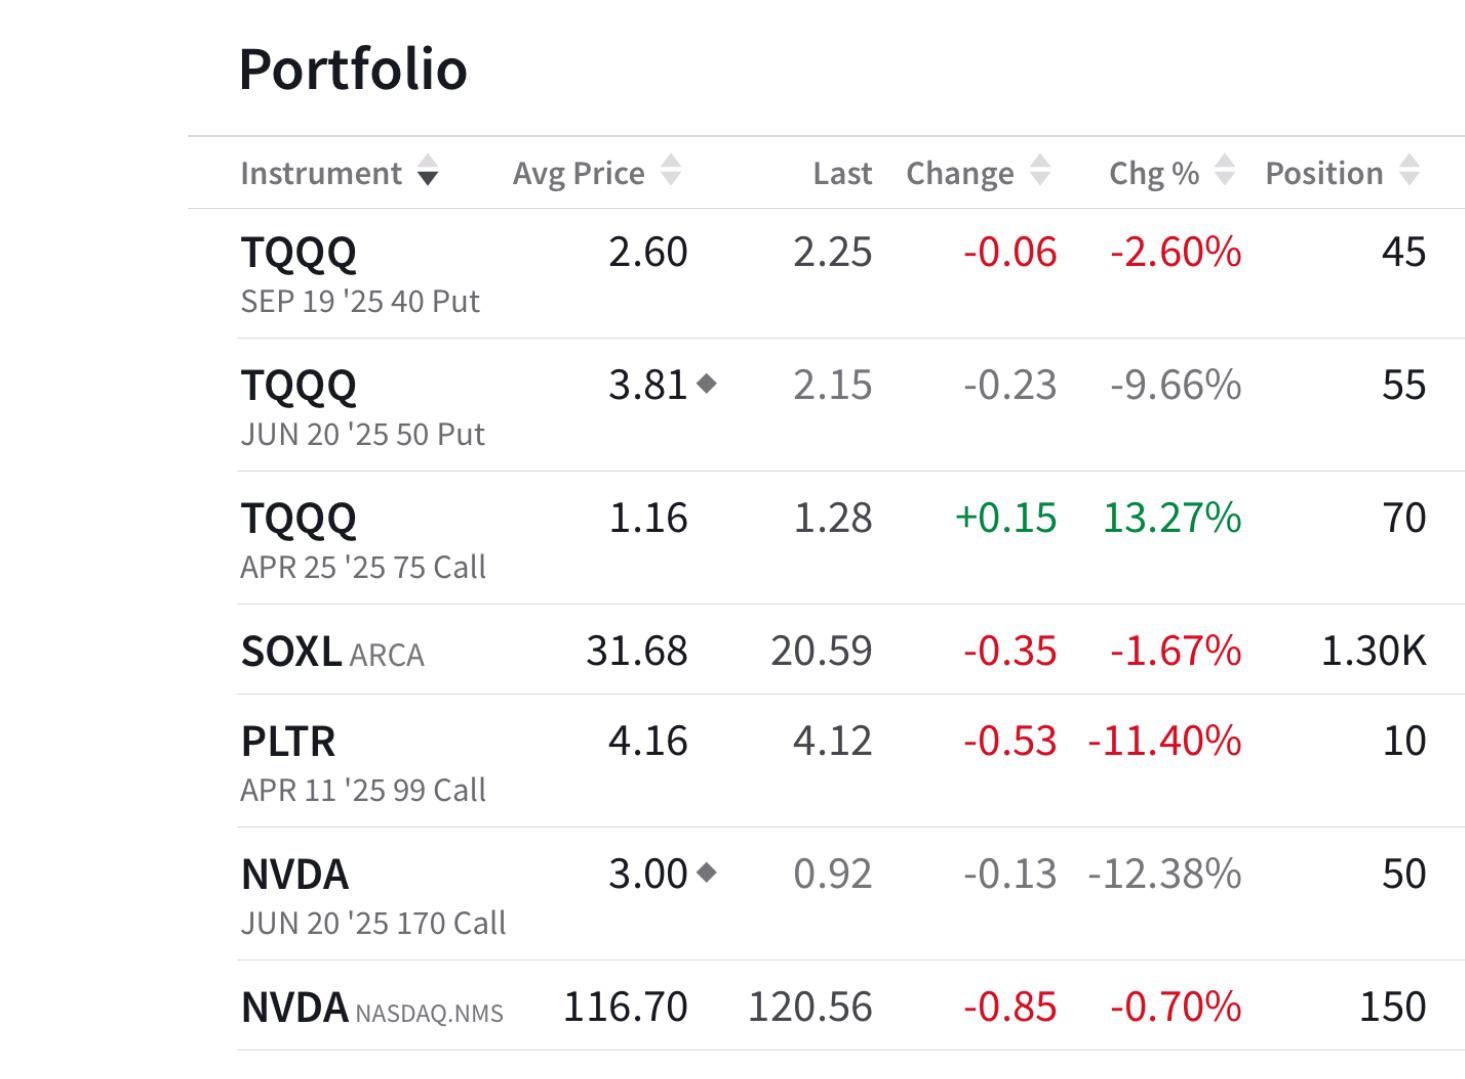 Portfolio
Instrument Avg Price Last Change Chg % Position
TQQQ 2.60 2.25 -0.06 -2.60% 45
SEP 19 '25 40 Put
TQQQ 3.81 2.15 -0.23 -9.66% 55
JUN 20 '25 50 Put
TQQQ 1.16 1.28 +0.15 13.27% 70
APR 25 '25 75 Call
SOXL ARCA 31.68 20.59 -0.35 -1.67% 1.30K
PLTR 4.16 4.12 -0.53 -11.40% 10
APR 11 '25 99 Call
NVDA 3.00 0.92 -0.13 -12.38% 50
JUN 20 '25 170 Call
NVDA NASDAQ.NMS 116.70 120.56 -0.85 -0.70% 150